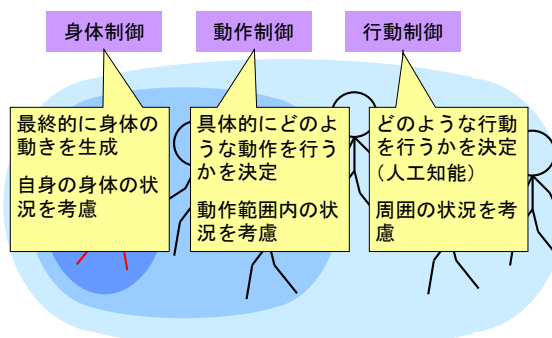 身体制御
動作制御
行動制御
最終的に身体の
動きを生成
自身の身体の状
況を考慮
具体的にどのよ
うな動作を行う
かを決定
動作範囲内の状
況を考慮
どのような行動
を行うかを決定
(人工知能)
周囲の状況を考
慮